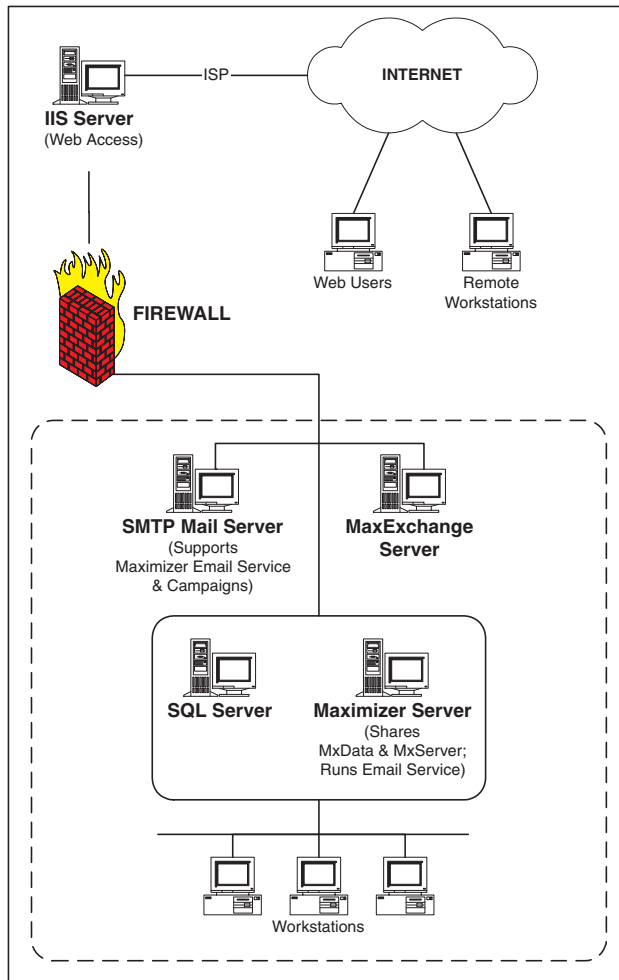 ISP
INTERNET
IIS Server
(Web Access)
Web Users
Remote
Workstations
FIREWALL
SMTP Mail Server
(Supports
Maximizer Email Service
& Campaigns)
MaxExchange
Server
SQL Server
Maximizer Server
(Shares
MxData & MxServer;
Runs Email Service)
Workstations